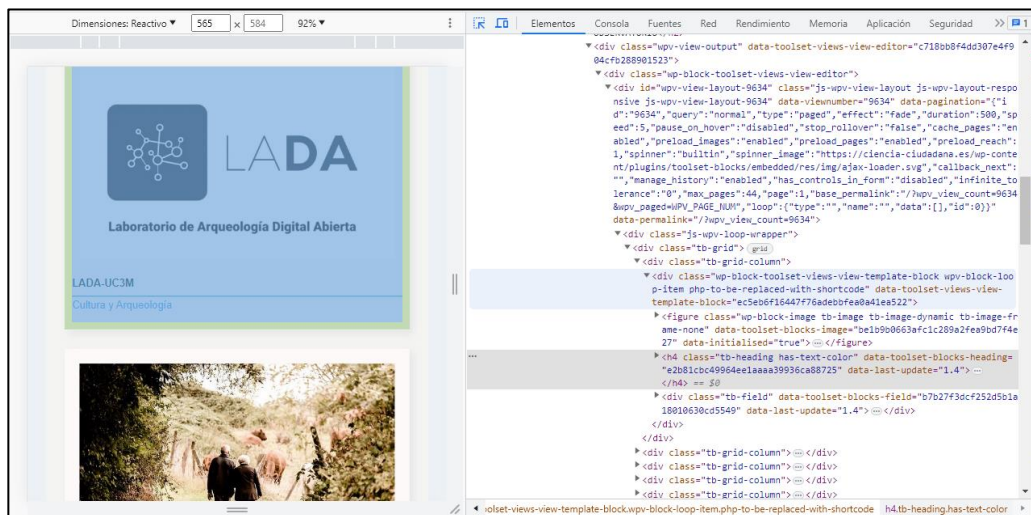 Dimensiones: Reactivo ▼ 565 x 584 92% ▼
LADA
Laboratorio de Arqueología Digital Abierta
LADA-UC3M
Cultura y Arqueología
Elementos Consola Fuentes Red Rendimiento Memoria Aplicación Seguridad 1
<div class="wpv-view-output" data-toolset-views-view-editor="c718bb8f4dd307e4f9
04cfb288901523">
<div class="wp-block-toolset-views-view-editor">
<div id="wpv-view-layout-9634" class="js-wpv-view-layout js-wpv-layout-respo
nsive js-wpv-view-layout-9634" data-viewnumber="9634" data-pagination="{"i
d":"9634","query":"normal","type":"paged","effect":"fade","duration":500,"sp
eed":5,"pause_on_hover":"disabled","stop_rollover":"false","cache_pages":"en
abled","preload_images":"enabled","preload_pages":"enabled","preload_reach":
1,"spinner":"builtin","spinner_image":"https://ciencia-ciudadana.es/wp-conte
nt/plugins/toolset-blocks/embedded/res/img/ajax-loader.svg","callback_next":
"","manage_history":"enabled","has_controls_in_form":"disabled","infinite_to
lerance":"0","max_pages":44,"page":1,"base_permalink":"/?wpv_view_count=9634
&wpv_paged=WPV_PAGE_NUM","loop":{"type":"","name":"","data":[],"id":0}}"
data-permalink="/?wpv_view_count=9634">
<div class="js-wpv-loop-wrapper">
<div class="tb-grid"> grid
<div class="tb-grid-column">
<div class="wp-block-toolset-views-view-template-block wpv-block-loo
p-item php-to-be-replaced-with-shortcode" data-toolset-views-view-
template-block="ec5eb6f16447f76adebbfea0a41ea522">
<figure class="wp-block-image tb-image tb-image-dynamic tb-image-fr
ame-none" data-toolset-blocks-image="be1b9b0663afc1c289a2fea9bd7f4e
27" data-initialised="true"> … </figure>
<h4 class="tb-heading has-text-color" data-toolset-blocks-heading=
"e2b81cbc49964ee1aaaa39936ca88725" data-last-update="1.4"> …
</h4> == $0
<div class="tb-field" data-toolset-blocks-field="b7b27f3dcf252d5b1a
18010630cd5549" data-last-update="1.4"> … </div>
</div>
</div>
<div class="tb-grid-column"> … </div>
<div class="tb-grid-column"> … </div>
<div class="tb-grid-column"> … </div>
<div class="tb-grid-column"> … </div>
olset-views-view-template-block.wpv-block-loop-item.php-to-be-replaced-with-shortcode h4.tb-heading.has-text-color